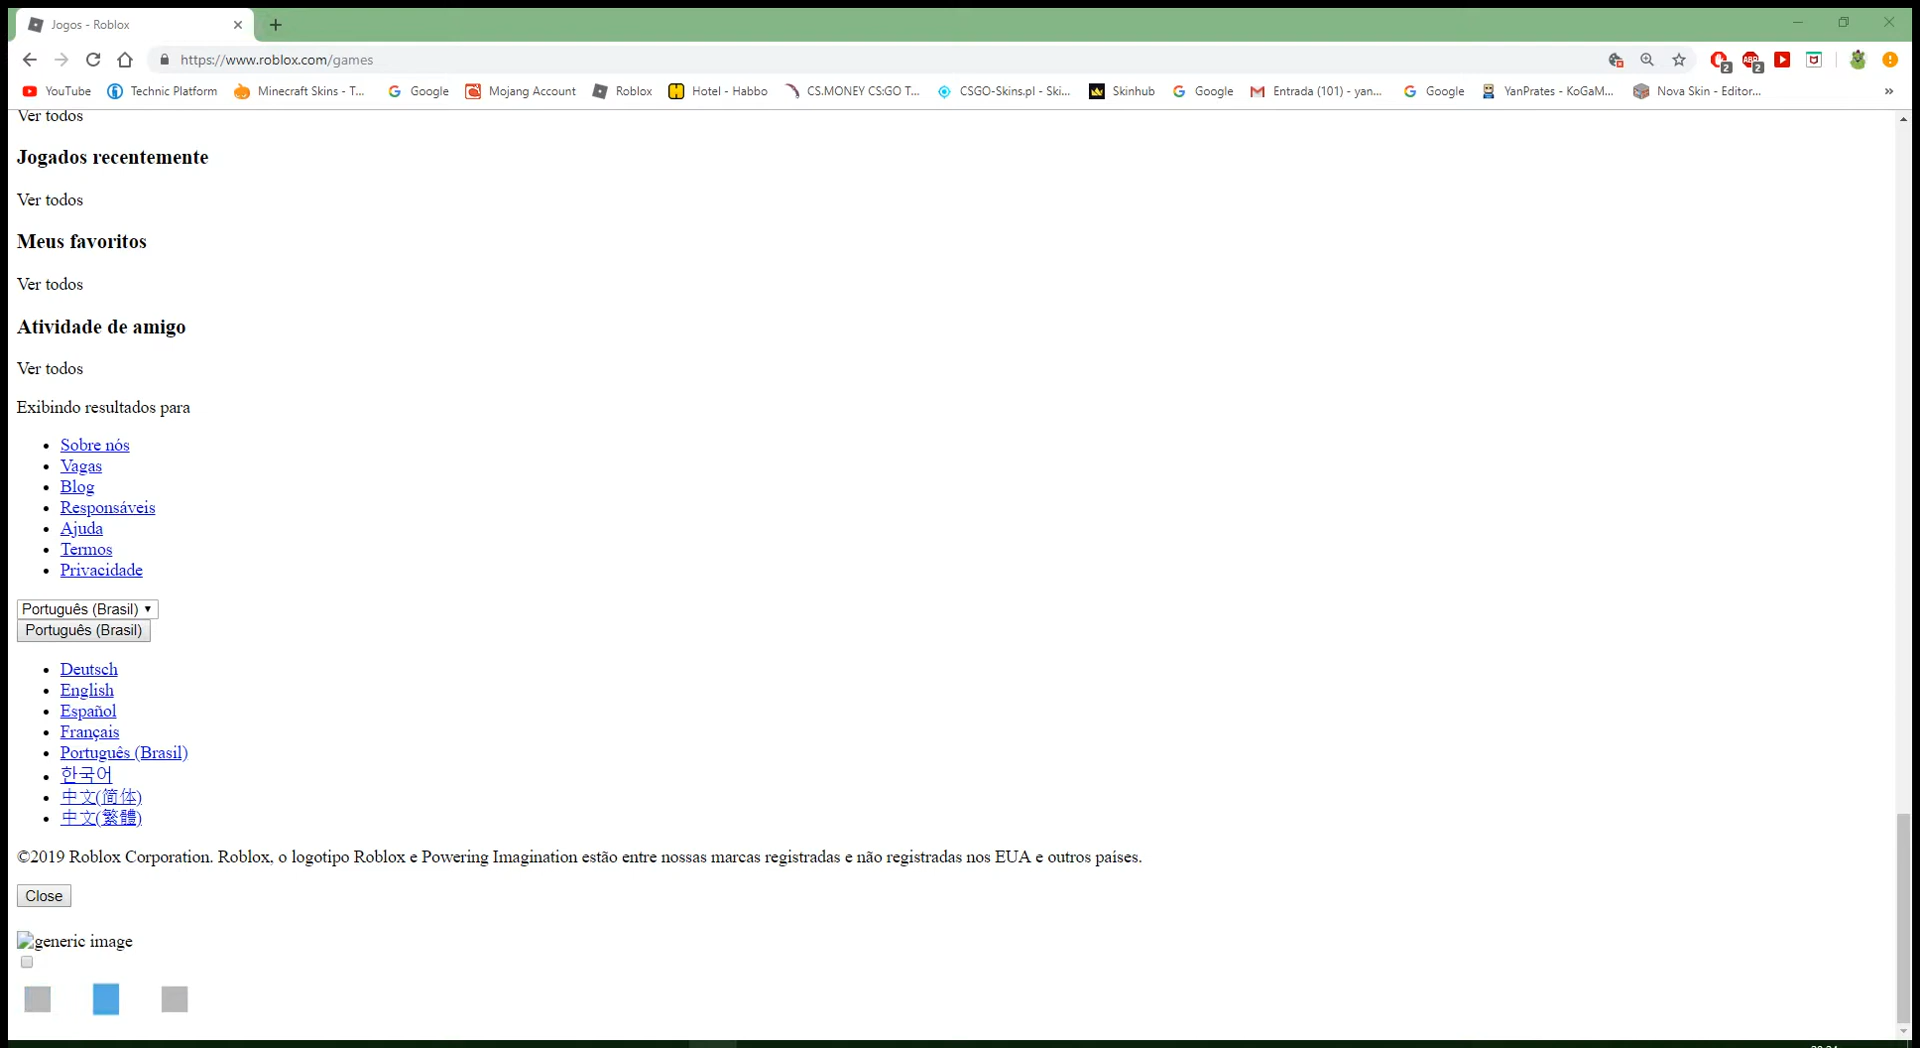 Jogos - Roblox
https://www.roblox.com/games
2
ABP
2
YouTube
Technic Platform
Minecraft Skins - T...
Google
Mojang Account
Roblox
Hotel - Habbo
CS.MONEY CS:GO T...
CSGO-Skins.pl - Ski...
Skinhub
Google
Entrada (101) - yan...
Google
YanPrates - KoGaM...
Nova Skin - Editor...
»
Ver todos
Jogados recentemente
Ver todos
Meus favoritos
Ver todos
Atividade de amigo
Ver todos
Exibindo resultados para
Sobre nós
Vagas
Blog
Responsáveis
Ajuda
Termos
Privacidade
Português (Brasil)
Português (Brasil)
Deutsch
English
Español
Français
Português (Brasil)
한국어
中文(简体)
中文(繁體)
©2019 Roblox Corporation. Roblox, o logotipo Roblox e Powering Imagination estão entre nossas marcas registradas e não registradas nos EUA e outros países.
Close
generic image